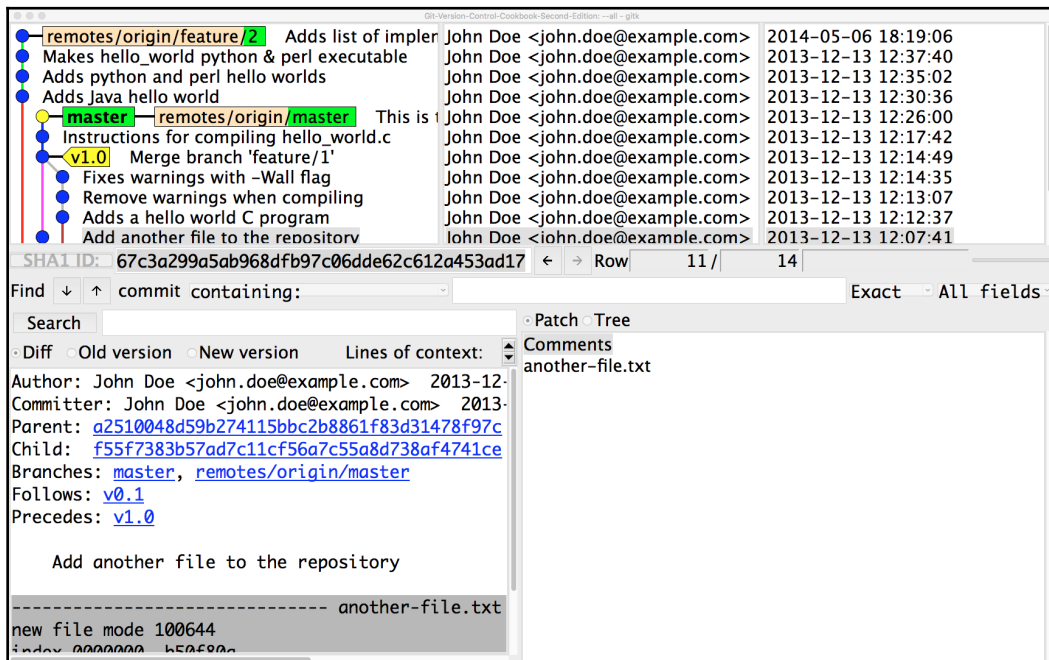 Git-Version-Control-Cookbook-Second-Edition: --all - gitk
remotes/origin/feature/2 Adds list of implen John Doe <john.doe@example.com> 2014-05-06 18:19:06
Makes hello_world python & perl executable John Doe <john.doe@example.com> 2013-12-13 12:37:40
Adds python and perl hello worlds John Doe <john.doe@example.com> 2013-12-13 12:35:02
Adds Java hello world John Doe <john.doe@example.com> 2013-12-13 12:30:36
master remotes/origin/master This is t John Doe <john.doe@example.com> 2013-12-13 12:26:00
Instructions for compiling hello_world.c John Doe <john.doe@example.com> 2013-12-13 12:17:42
v1.0 Merge branch 'feature/1' John Doe <john.doe@example.com> 2013-12-13 12:14:49
Fixes warnings with -Wall flag John Doe <john.doe@example.com> 2013-12-13 12:14:35
Remove warnings when compiling John Doe <john.doe@example.com> 2013-12-13 12:13:07
Adds a hello world C program John Doe <john.doe@example.com> 2013-12-13 12:12:37
Add another file to the repository John Doe <john.doe@example.com> 2013-12-13 12:07:41
SHA1 ID: 67c3a299a5ab968dfb97c06dde62c612a453ad17 ← → Row 11 / 14
Find ↓ ↑ commit containing: Exact All fields
Search
Diff Old version New version Lines of context:
Author: John Doe <john.doe@example.com> 2013-12-
Committer: John Doe <john.doe@example.com> 2013-
Parent: a2510048d59b274115bbc2b8861f83d31478f97c
Child: f55f7383b57ad7c11cf56a7c55a8d738af4741ce
Branches: master, remotes/origin/master
Follows: v0.1
Precedes: v1.0
Add another file to the repository
------------------------------- another-file.txt
new file mode 100644
index 0000000..b50f80a
Patch Tree
Comments
another-file.txt